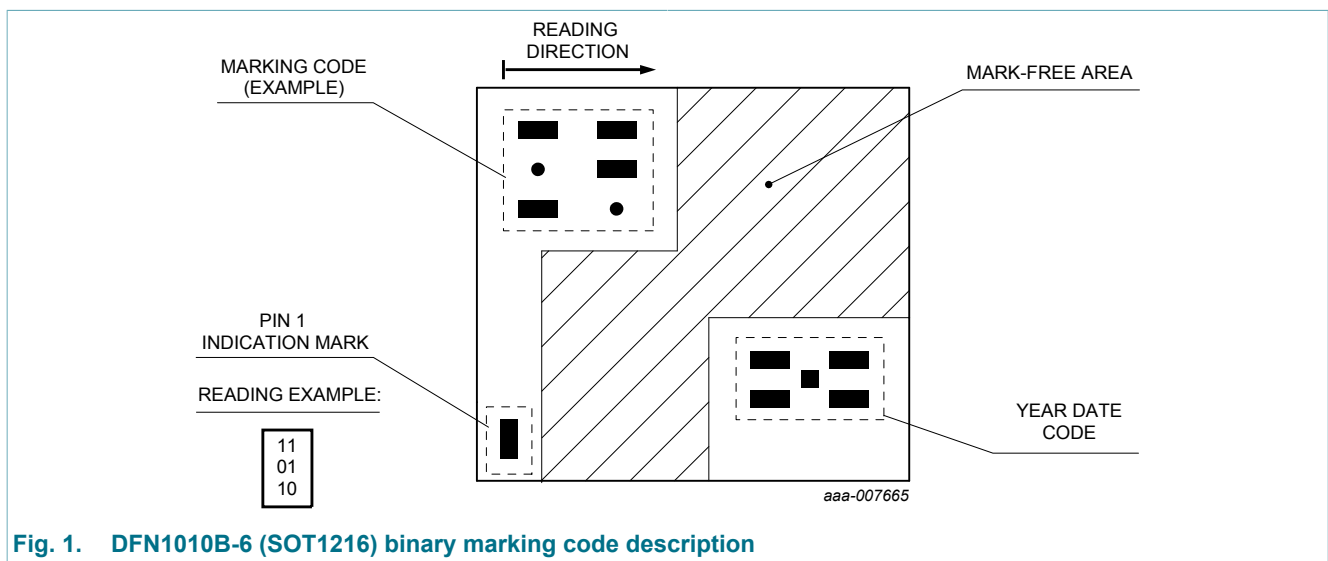 READING
DIRECTION
MARKING CODE
(EXAMPLE)
MARK-FREE AREA
PIN 1
INDICATION MARK
READING EXAMPLE:
11
01
10
YEAR DATE
CODE
aaa-007665
Fig. 1. DFN1010B-6 (SOT1216) binary marking code description